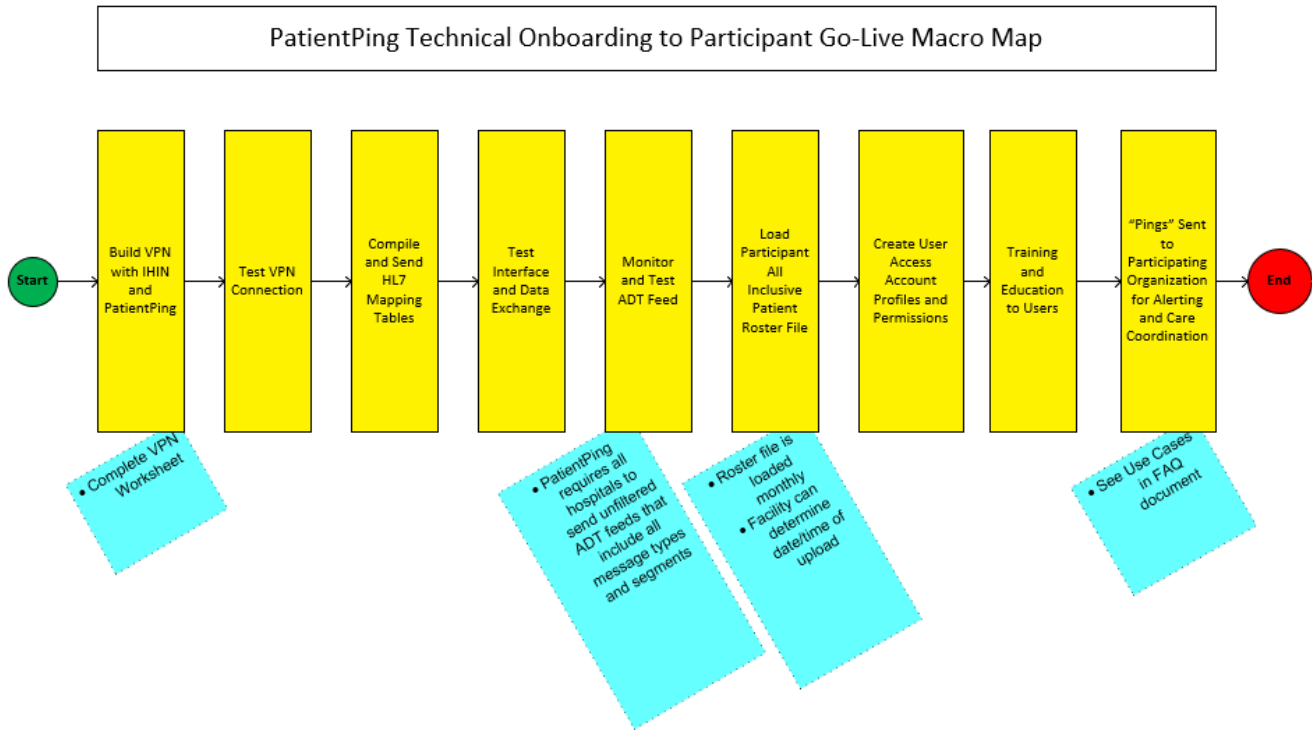 PatientPing Technical Onboarding to Participant Go-Live Macro Map
Start
Build VPN
with IHIN
and
PatientPing
Test VPN
Connection
Compile
and Send
HL7
Mapping
Tables
Test
Interface
and Data
Exchange
Monitor
and Test
ADT Feed
Load
Participant
All
Inclusive
Patient
Roster File
Create User
Access
Account
Profiles and
Permissions
Training
and
Education
to Users
“Pings” Sent
to
Participating
Organization
for Alerting
and Care
Coordination
End
• Complete VPN
Worksheet
• PatientPing
requires all
hospitals to
send unfiltered
ADT feeds that
include all
message types
and segments
• Roster file is
loaded
monthly
• Facility can
determine
date/time of
upload
• See Use Cases
in FAQ
document